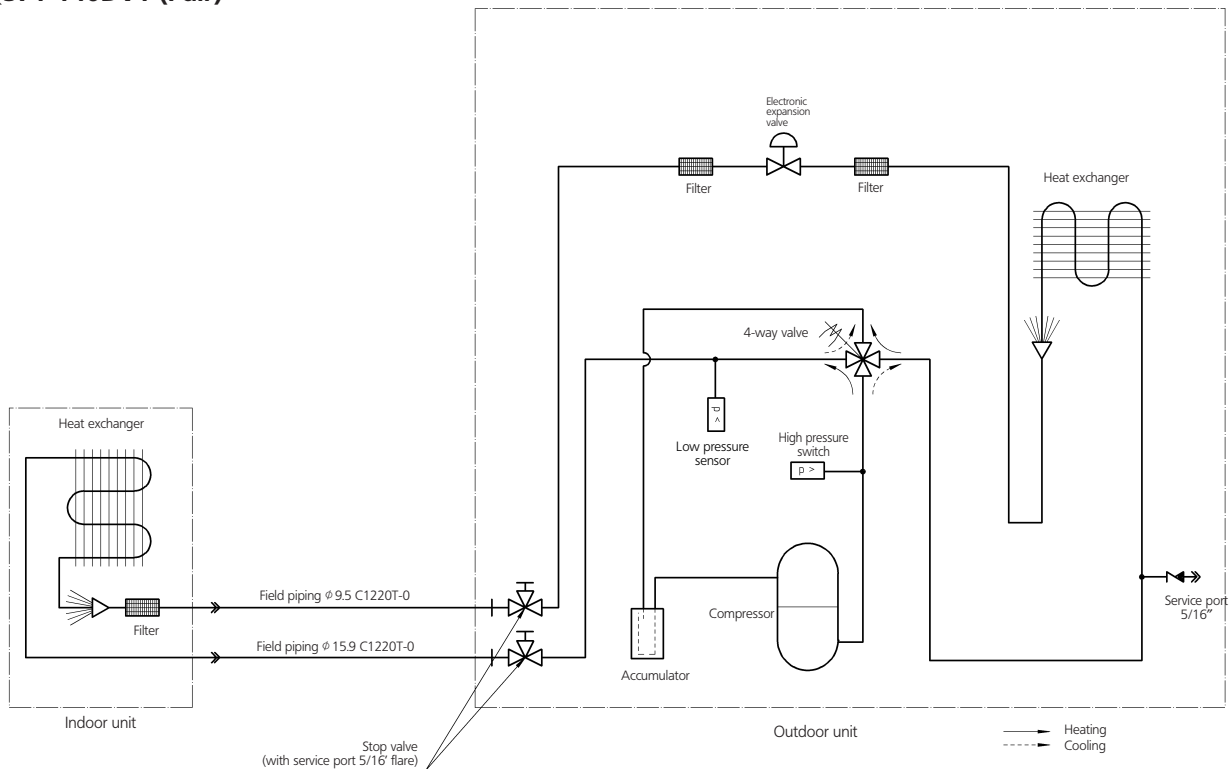 (Pair)
Electronic
expansion
valve
Filter
Filter
Heat exchanger
4-way valve
Heat exchanger
P <
Low pressure
sensor
High pressure
switch
p >
Field piping ϕ 9.5 C1220T-0
Compressor
Service port
5/16"
Filter
Field piping ϕ 15.9 C1220T-0
Accumulator
Indoor unit
Outdoor unit
Heating
Cooling
Stop valve
(with service port 5/16' flare)